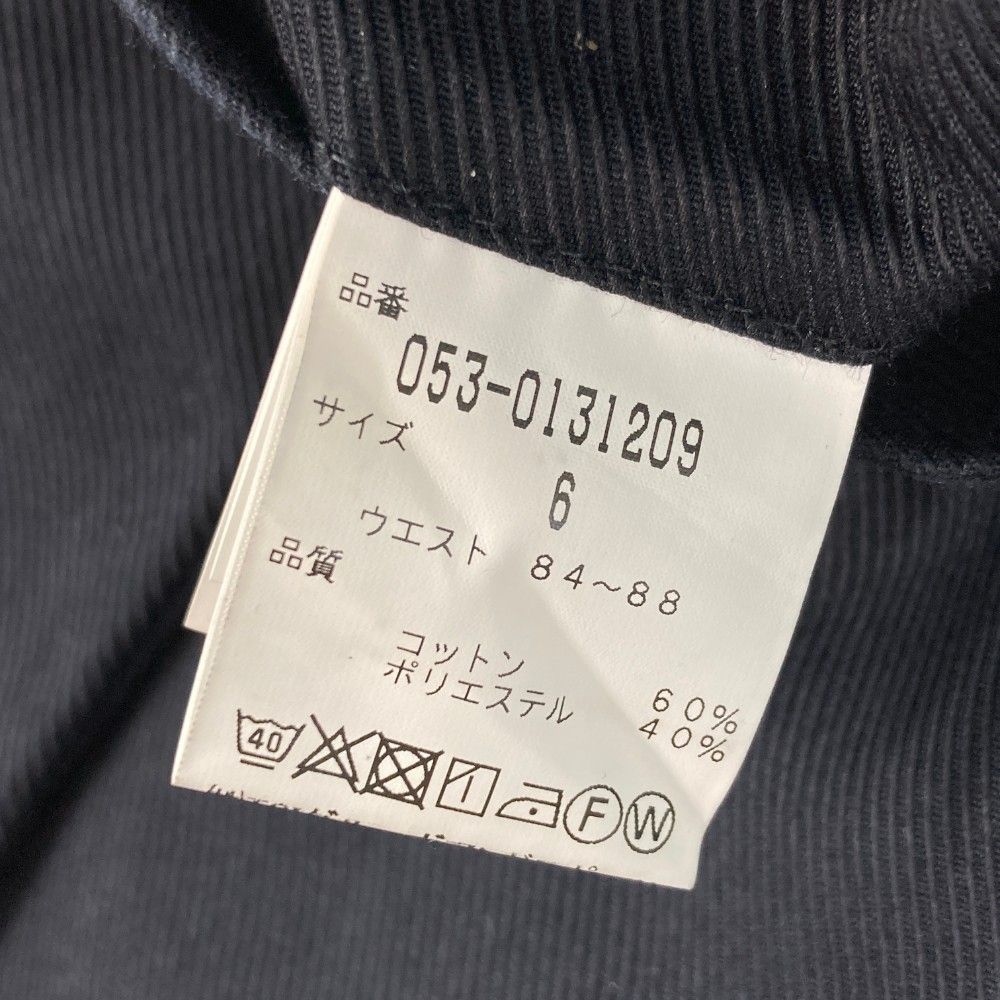 品番
053-0131209
サイズ
6
ウエスト 84～88
品質
コットン 60%
ポリエステル 40%
40 F W